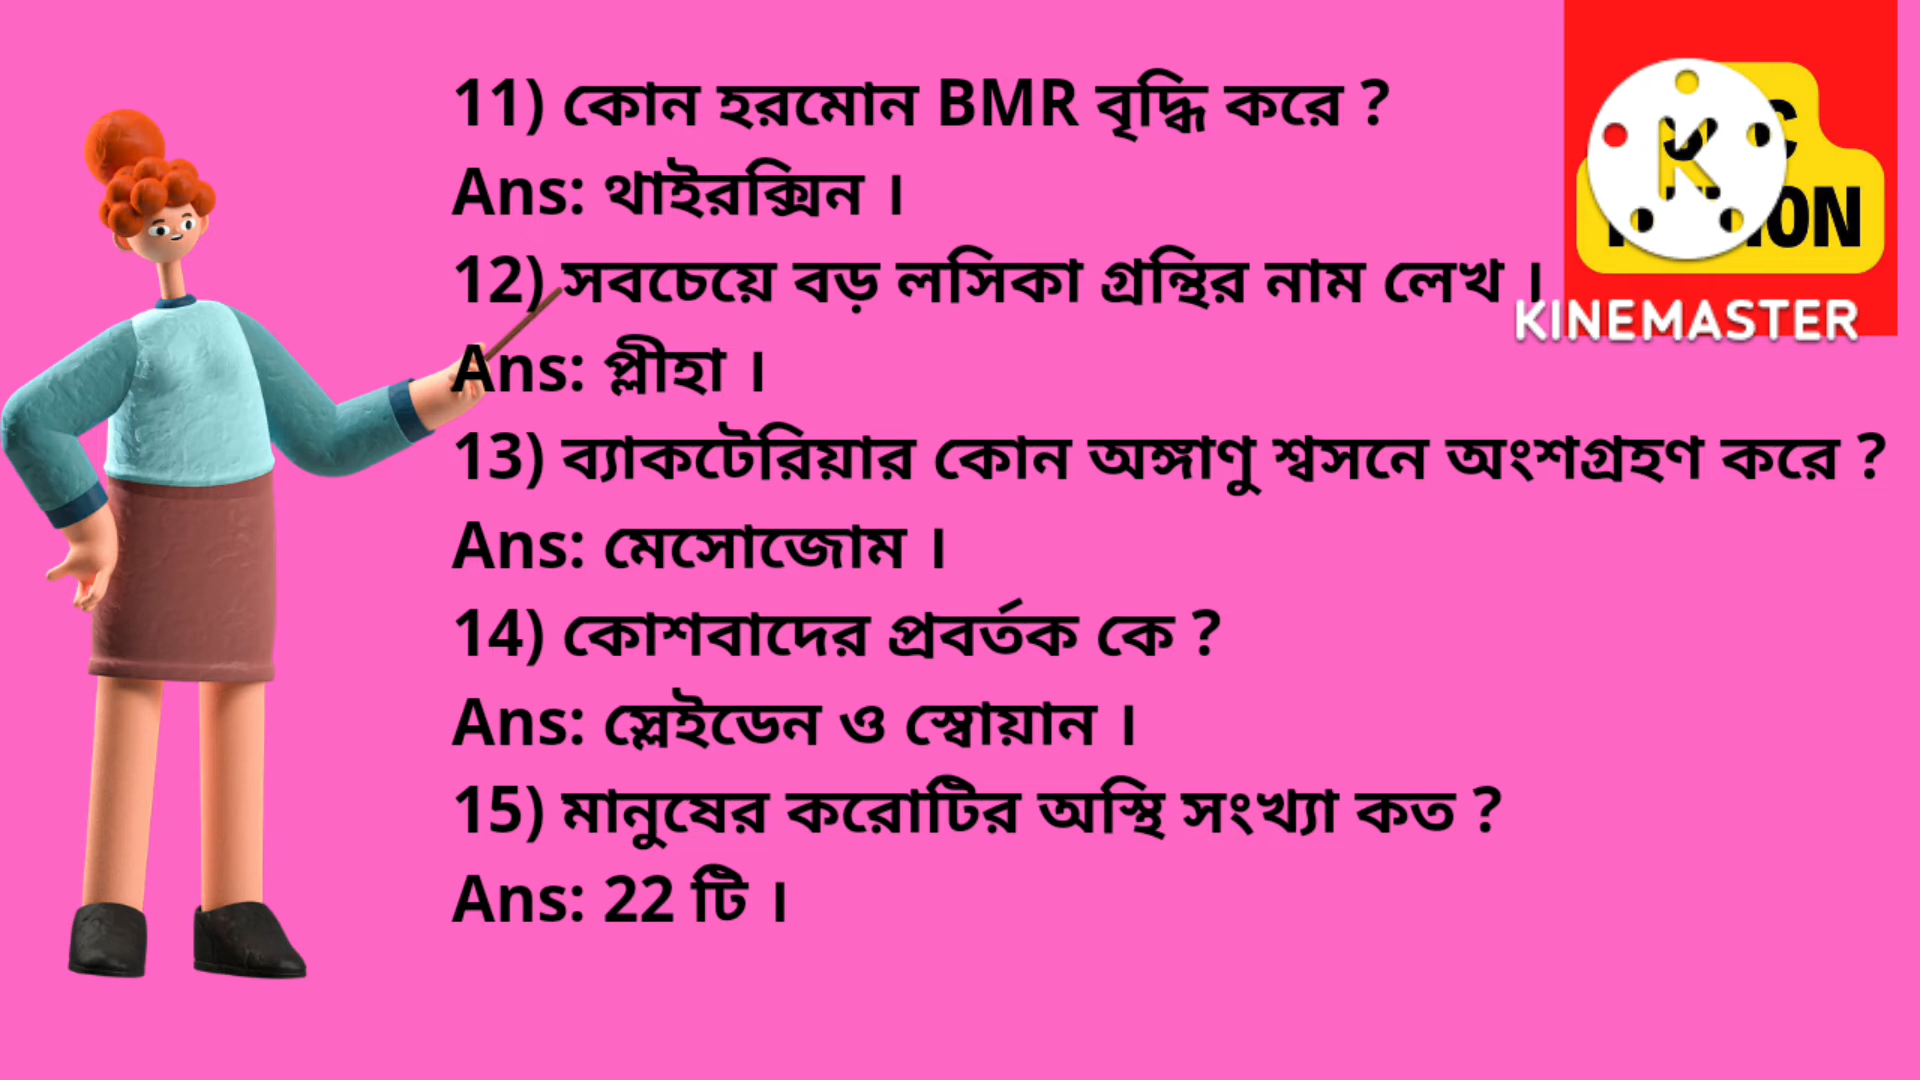 11) কোন হরমোন BMR বৃদ্ধি করে ?
Ans: থাইরক্সিন ।
12) সবচেয়ে বড় লসিকা গ্রন্থির নাম লেখ ।
Ans: প্লীহা ।
13) ব্যাকটেরিয়ার কোন অঙ্গাণু শ্বসনে অংশগ্রহণ করে ?
Ans: মেসোজোম ।
14) কোশবাদের প্রবর্তক কে ?
Ans: স্লেইডেন ও স্বোয়ান ।
15) মানুষের করোটির অস্থি সংখ্যা কত ?
Ans: 22 টি ।
K
KINEMASTER